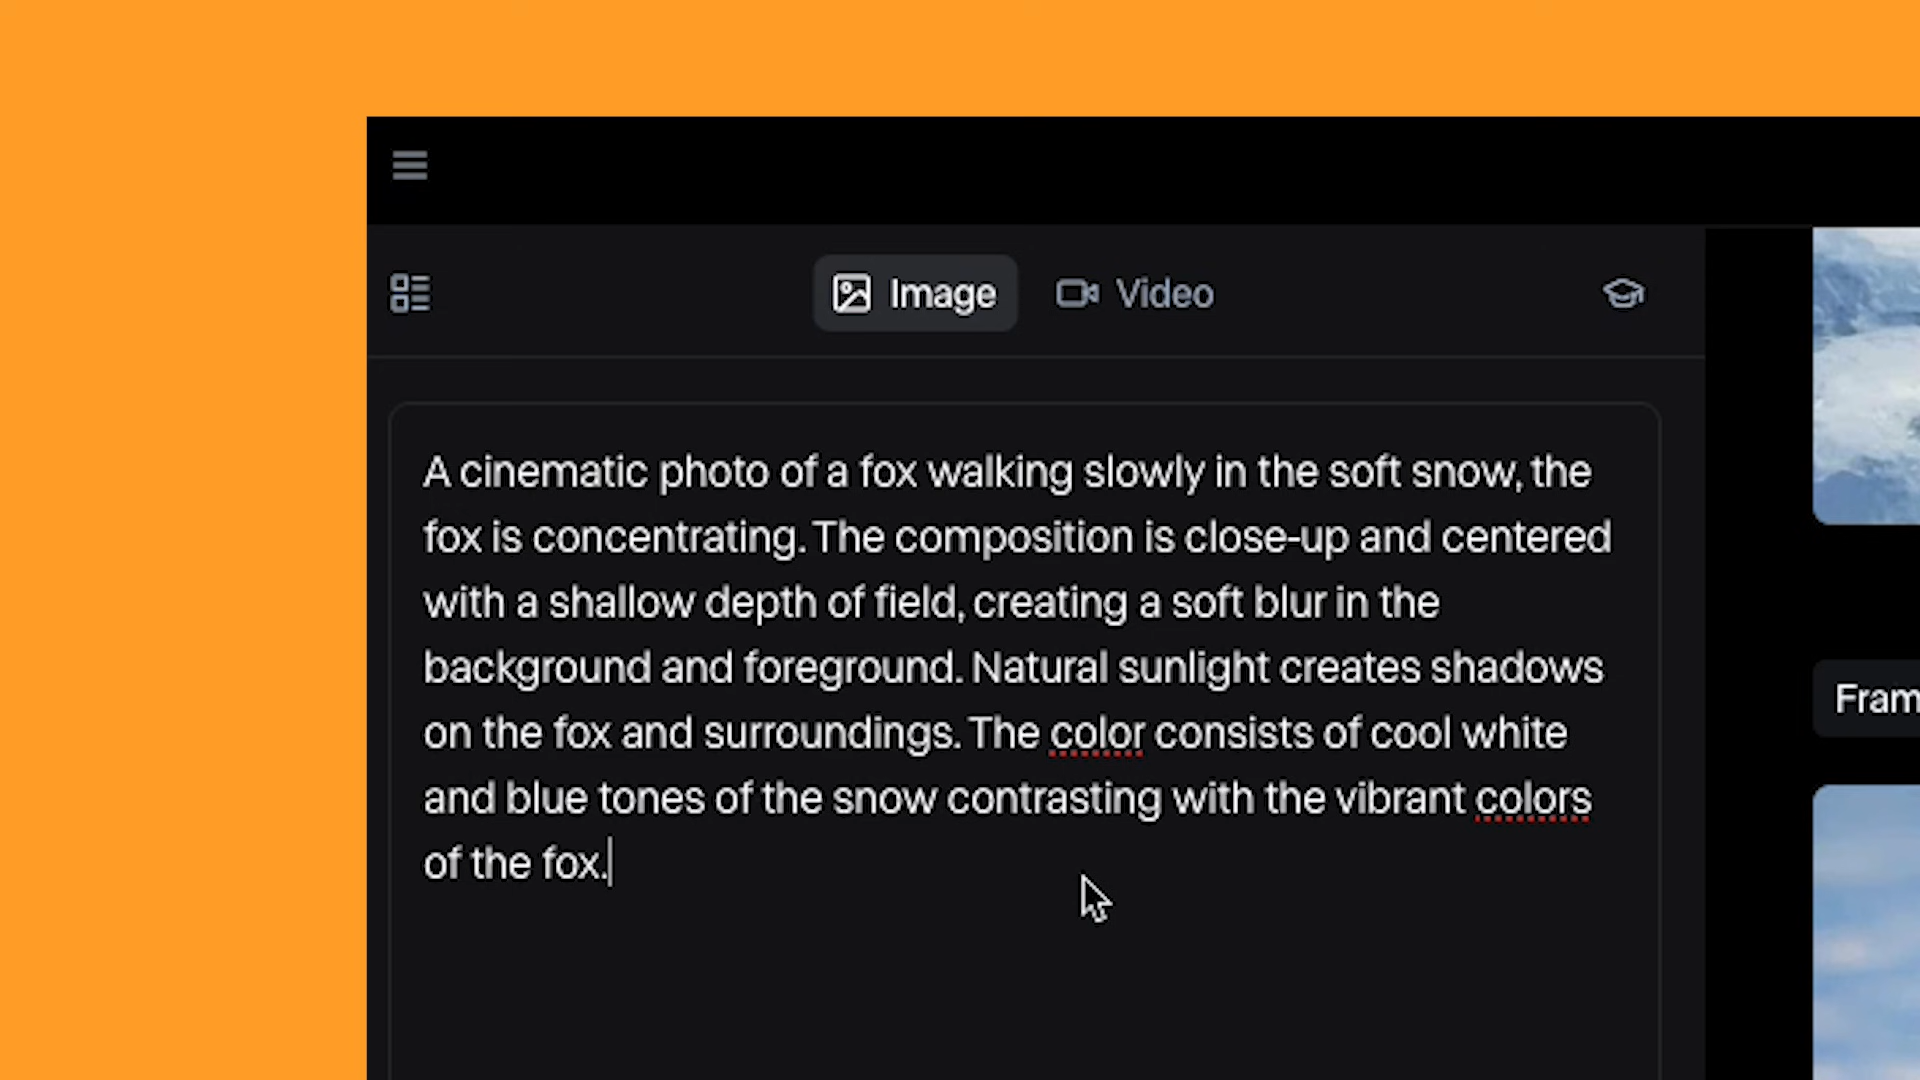 Image Video
A cinematic photo of a fox walking slowly in the soft snow, the
fox is concentrating. The composition is close-up and centered
with a shallow depth of field, creating a soft blur in the
background and foreground. Natural sunlight creates shadows
on the fox and surroundings. The color consists of cool white
and blue tones of the snow contrasting with the vibrant colors
of the fox.
Fram